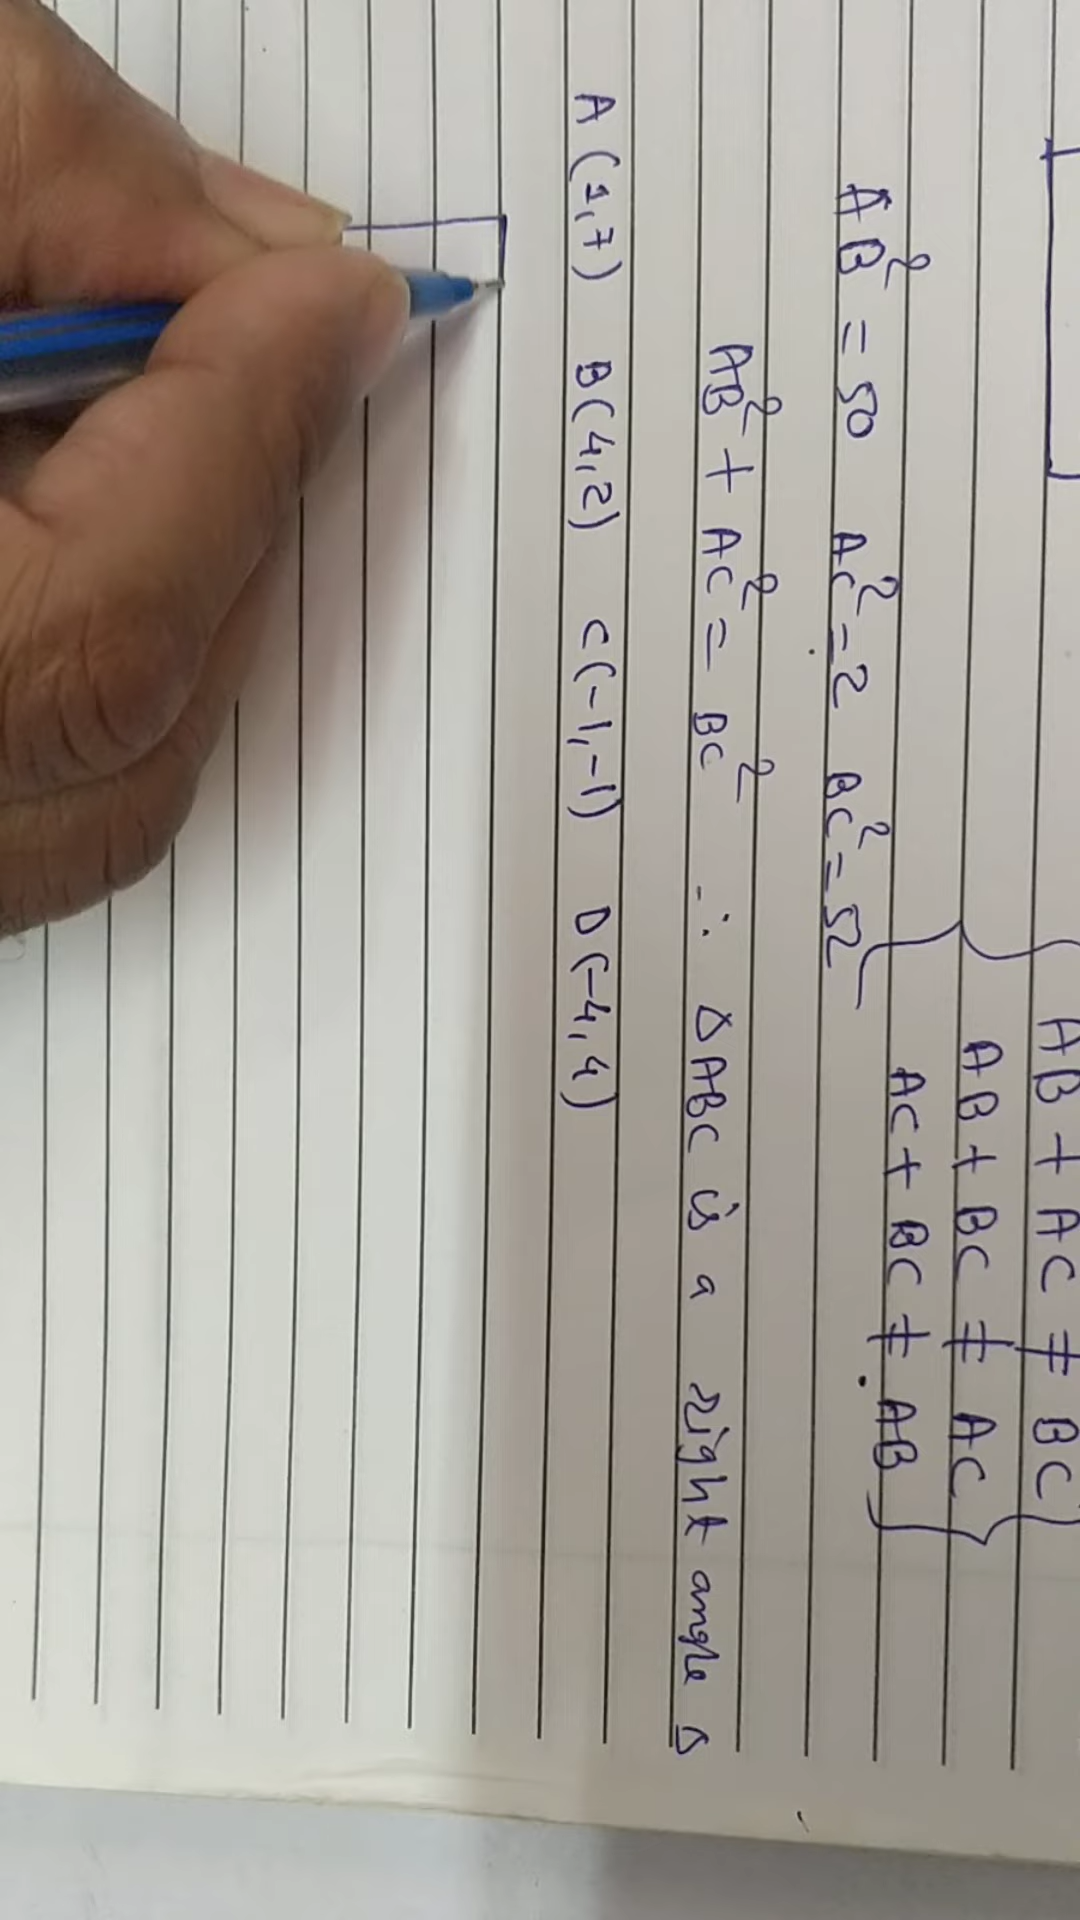 AB + AC ≠ BC
AB + BC ≠ AC
AC + BC ≠ AB
AB² = 50 AC² = 2 BC² = 52
AB² + AC² = BC² ∴ ΔABC is a right angle Δ
A (1,7) B(4,2) C(-1,-1) D(-4,4)